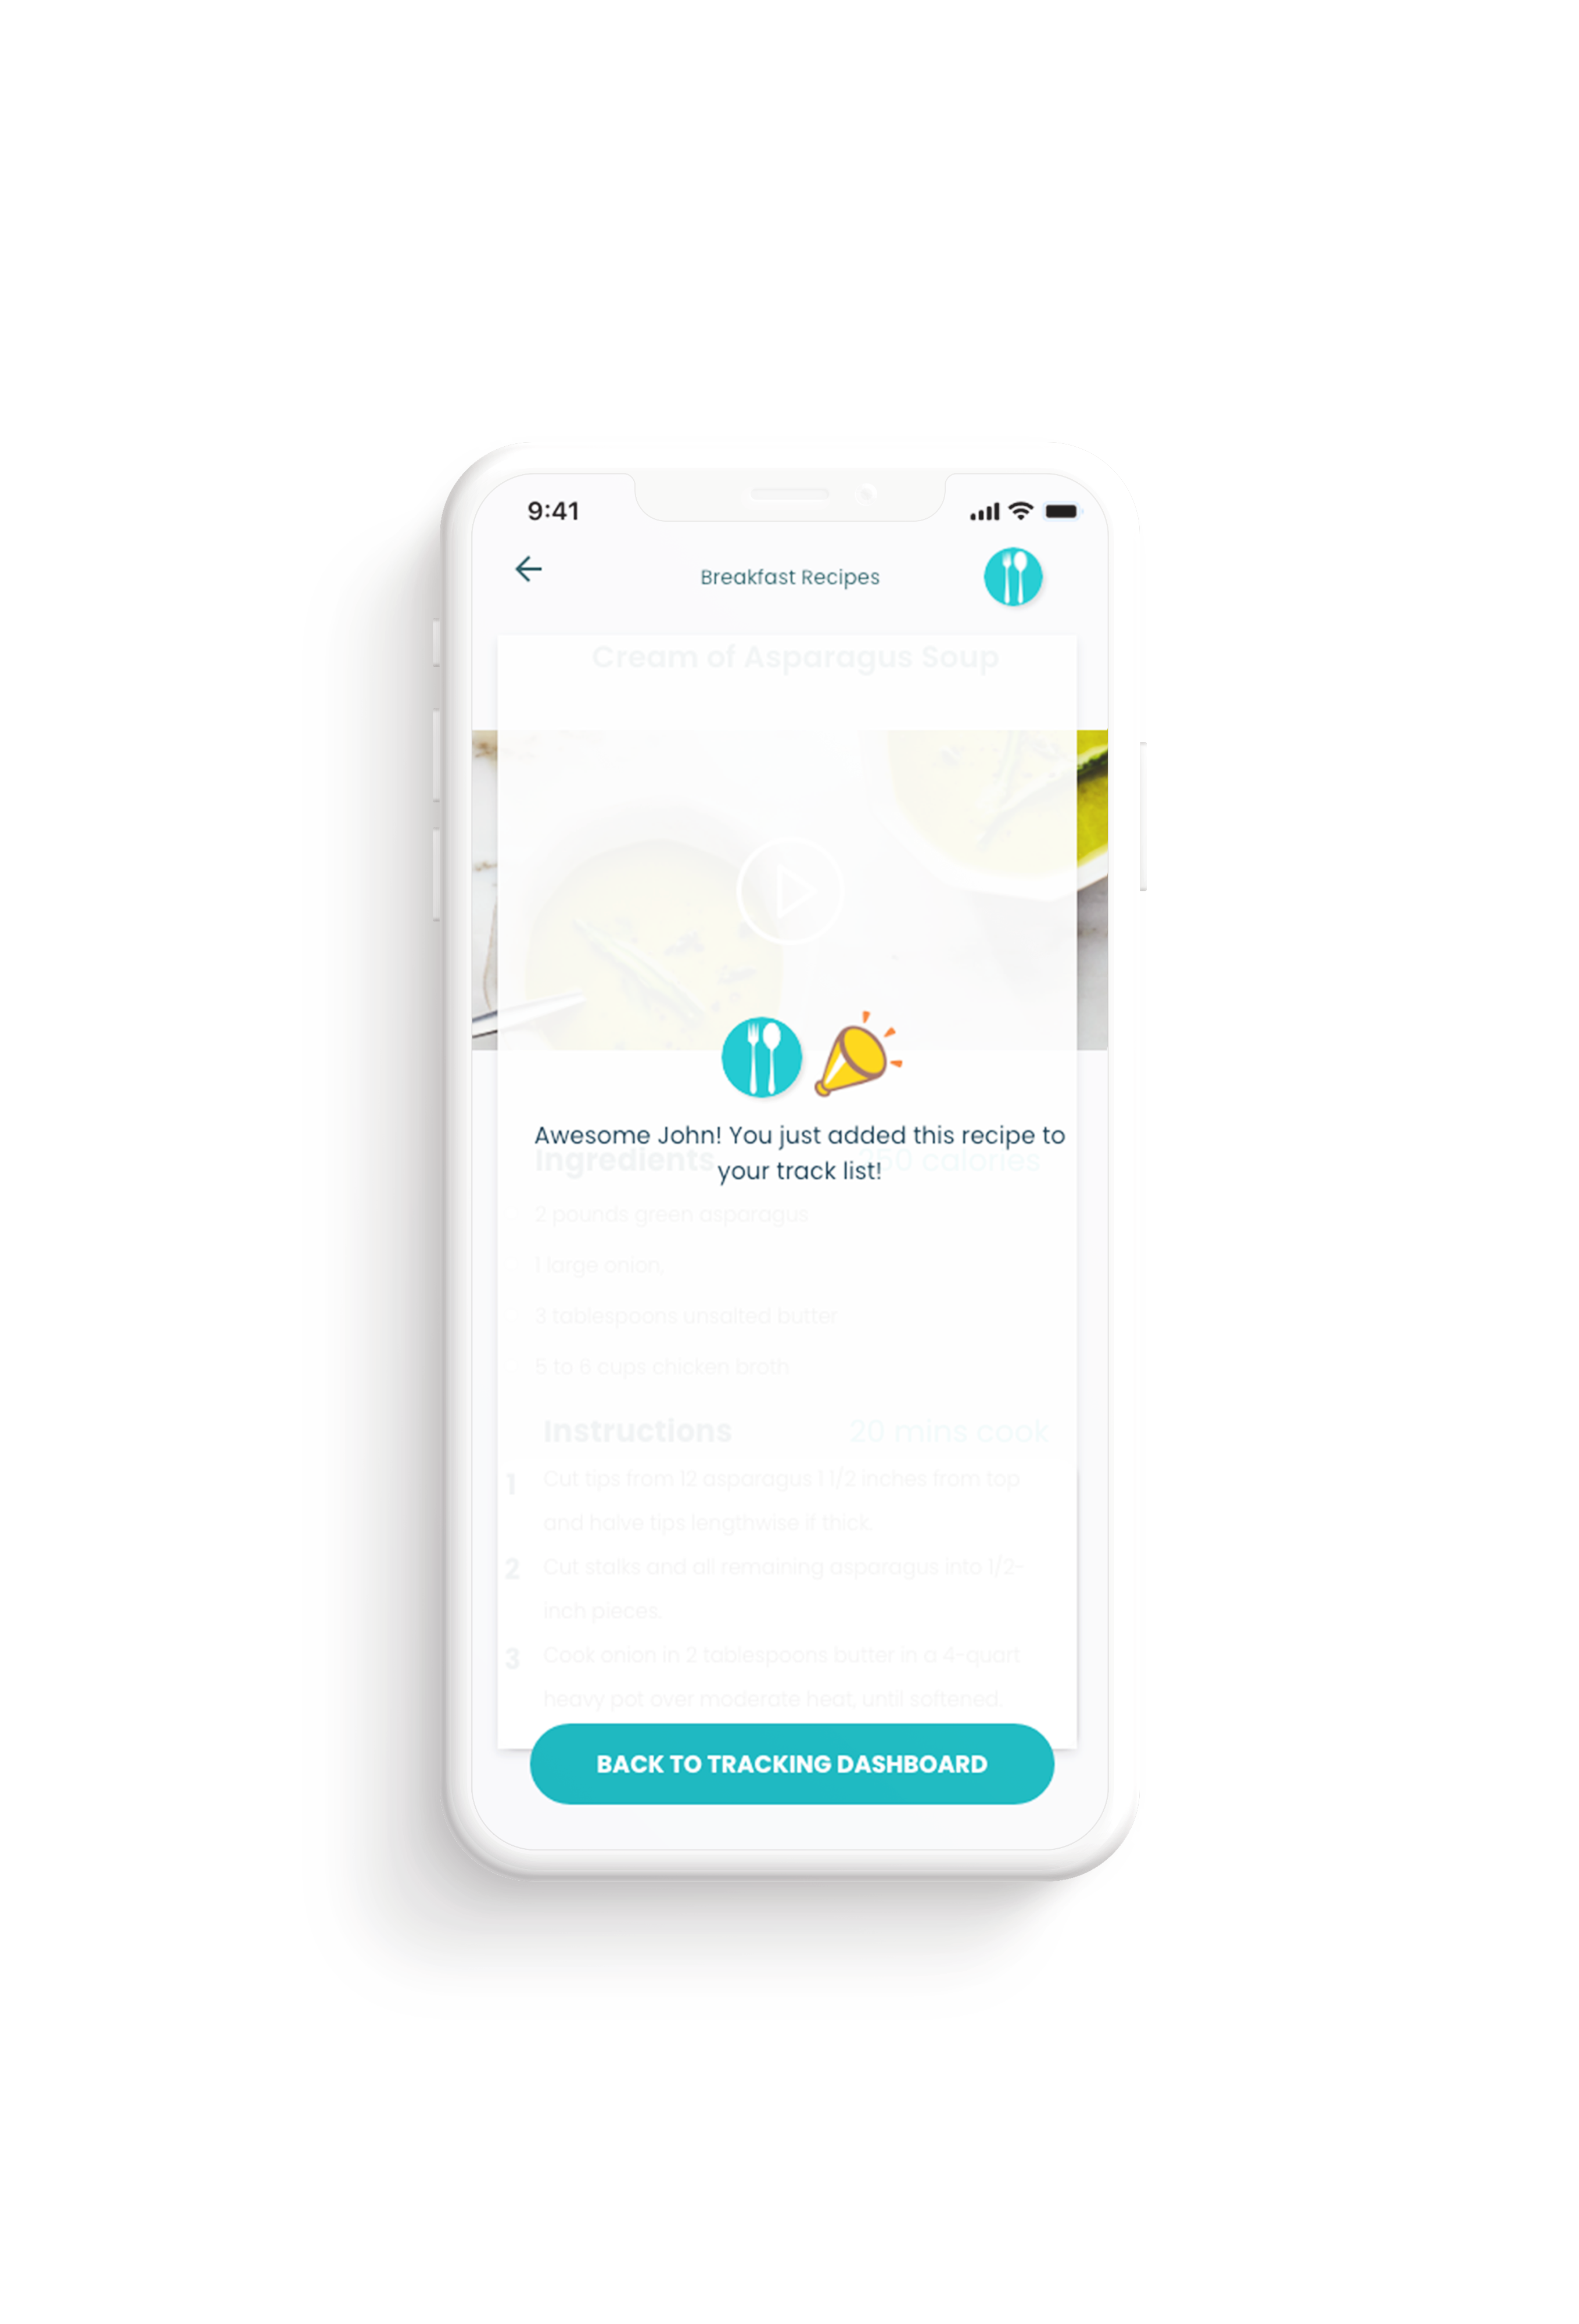 9:41
Breakfast Recipes
Cream of Asparagus Soup
Awesome John! You just added this recipe to
your track list!
Ingredients 250 calories
2 pounds green asparagus
1 large onion,
3 tablespoons unsalted butter
5 to 6 cups chicken broth
Instructions 20 mins cook
1 Cut tips from 12 asparagus 1 1/2 inches from top
and halve tips lengthwise if thick.
2 Cut stalks and all remaining asparagus into 1/2-
inch pieces.
3 Cook onion in 2 tablespoons butter in a 4-quart
heavy pot over moderate heat, until softened.
BACK TO TRACKING DASHBOARD